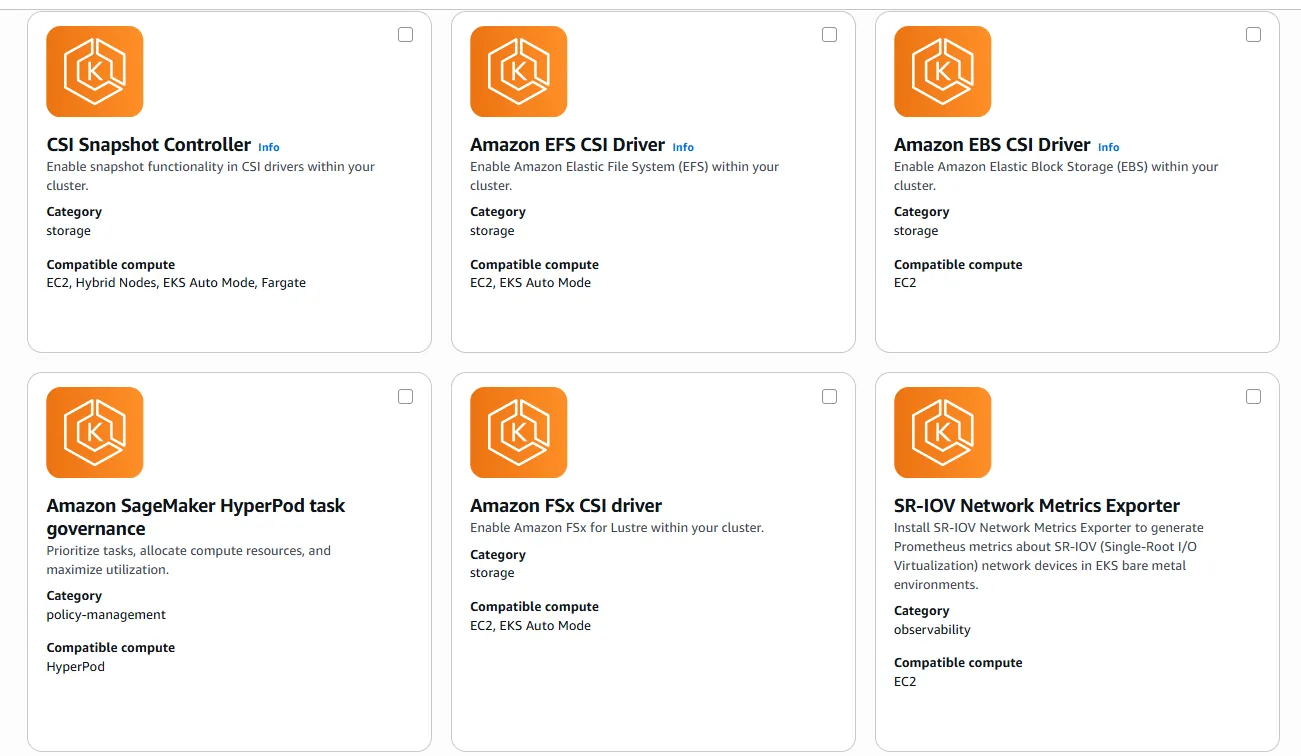 K
CSI Snapshot Controller Info
Enable snapshot functionality in CSI drivers within your
cluster.
Category
storage
Compatible compute
EC2, Hybrid Nodes, EKS Auto Mode, Fargate
K
Amazon EFS CSI Driver Info
Enable Amazon Elastic File System (EFS) within your
cluster.
Category
storage
Compatible compute
EC2, EKS Auto Mode
K
Amazon EBS CSI Driver Info
Enable Amazon Elastic Block Storage (EBS) within your
cluster.
Category
storage
Compatible compute
EC2
K
Amazon SageMaker HyperPod task
governance
Prioritize tasks, allocate compute resources, and
maximize utilization.
Category
policy-management
Compatible compute
HyperPod
K
Amazon FSx CSI driver
Enable Amazon FSx for Lustre within your cluster.
Category
storage
Compatible compute
EC2, EKS Auto Mode
K
SR-IOV Network Metrics Exporter
Install SR-IOV Network Metrics Exporter to generate
Prometheus metrics about SR-IOV (Single-Root I/O
Virtualization) network devices in EKS bare metal
environments.
Category
observability
Compatible compute
EC2